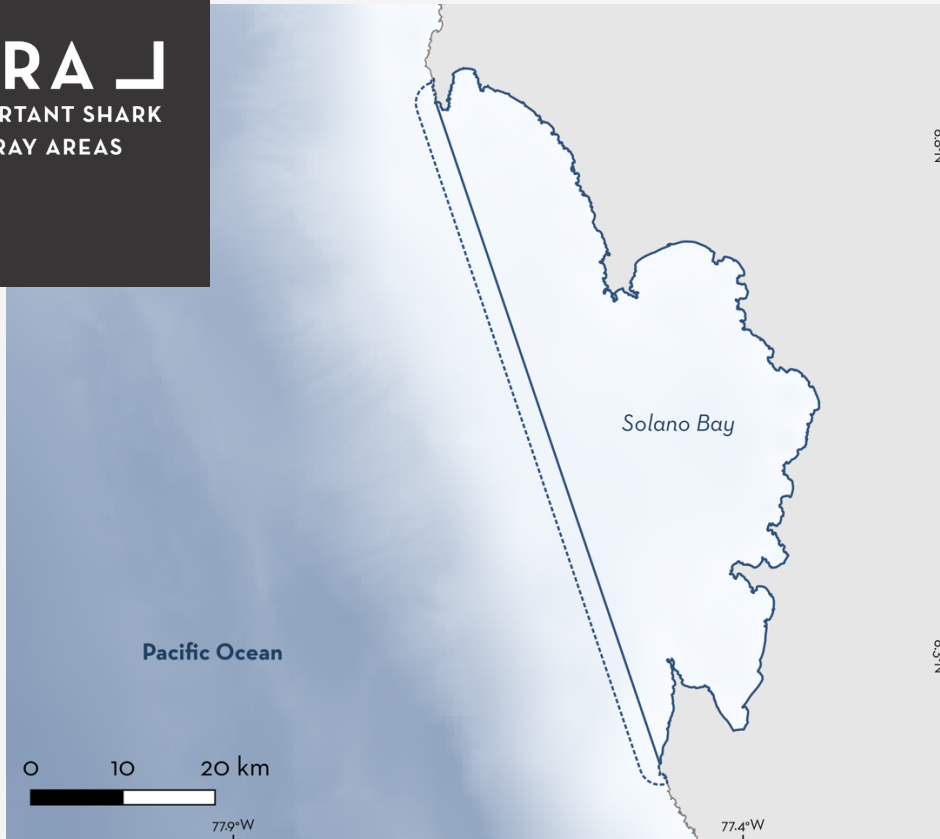 RA
RTANT SHARK
RAY AREAS
Solano Bay
Pacific Ocean
0 10 20 km
77.9°W
77.4°W